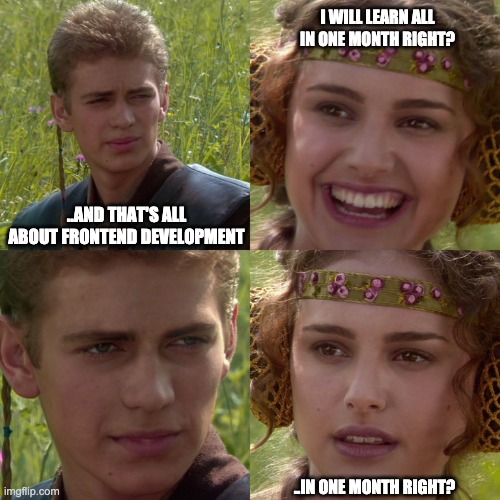 ..AND THAT'S ALL
ABOUT FRONTEND DEVELOPMENT
I WILL LEARN ALL
IN ONE MONTH RIGHT?
..IN ONE MONTH RIGHT?
imgflip.com